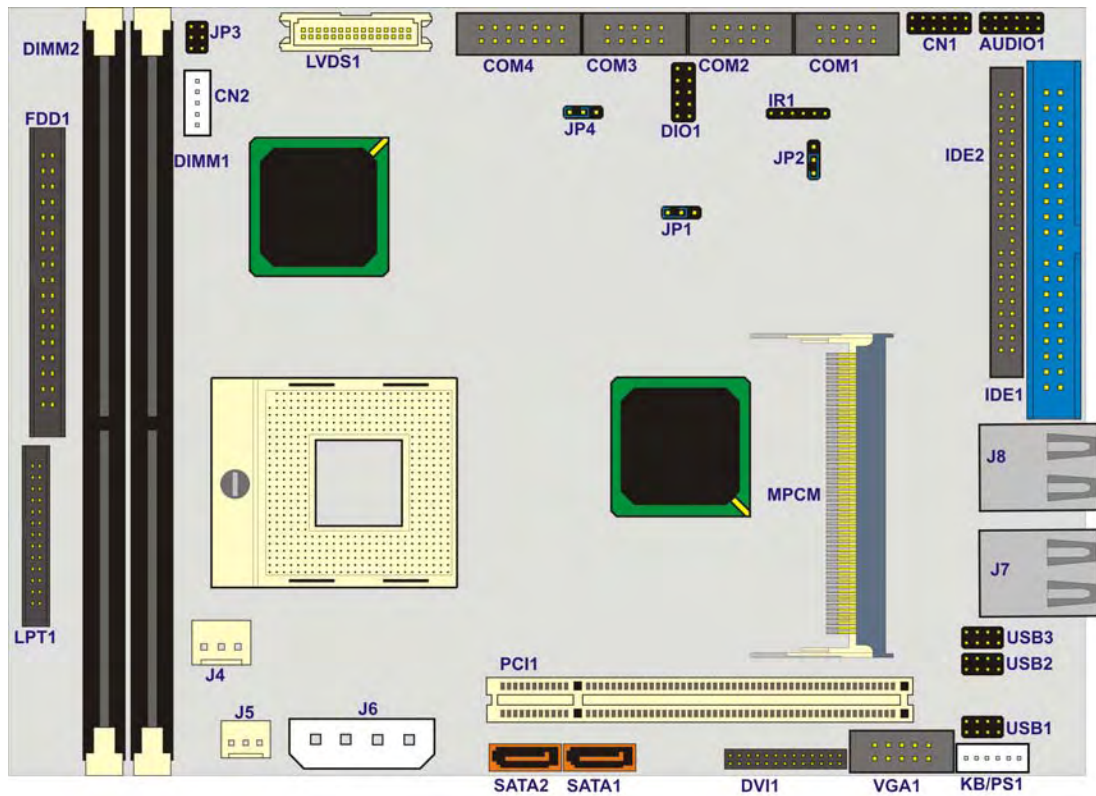 DIMM2
JP3
LVDS1
COM4
COM3
COM2
COM1
CN1
AUDIO1
CN2
FDD1
DIMM1
JP4
DIO1
IR1
JP2
IDE2
JP1
IDE1
J8
MPCM
J7
LPT1
USB3
J4
PCI1
USB2
J5
J6
USB1
SATA2
SATA1
DVI1
VGA1
KB/PS1